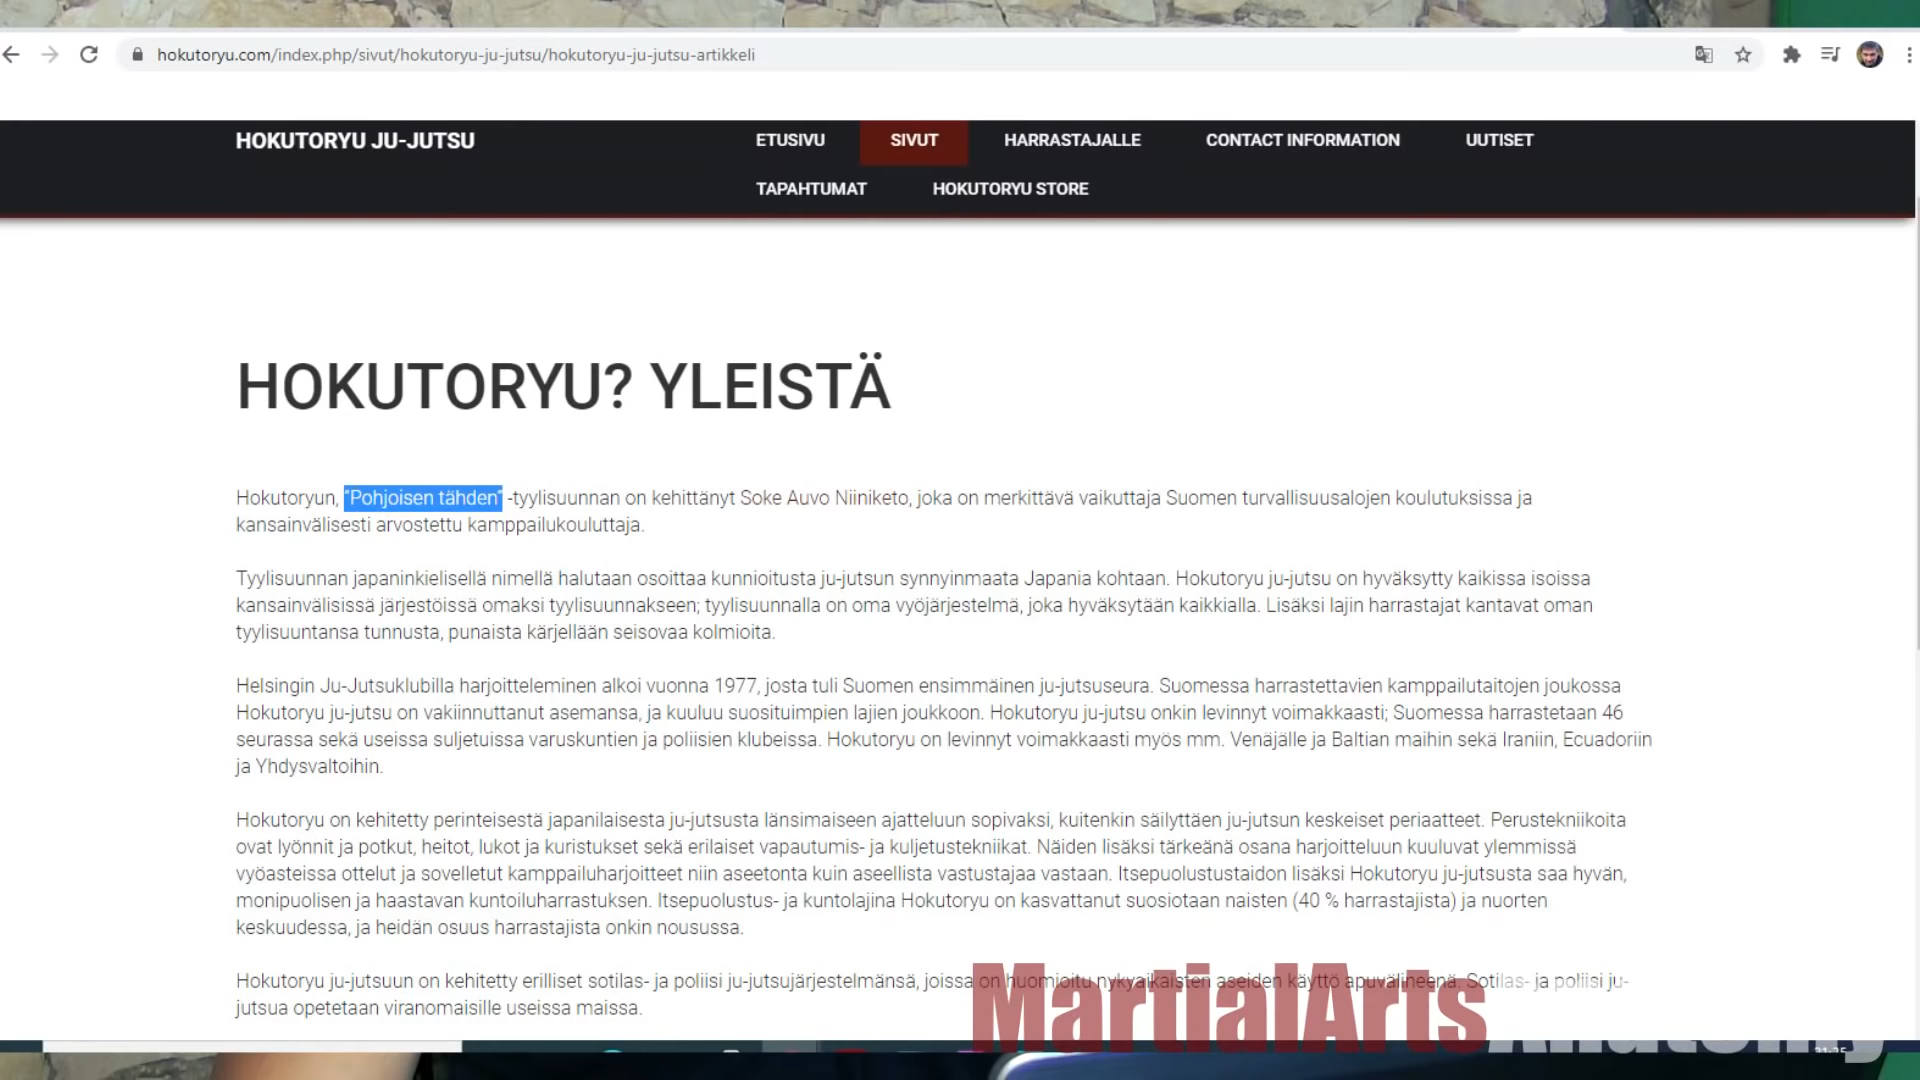 hokutoryu.com/index.php/sivut/hokutoryu-ju-jutsu/hokutoryu-ju-jutsu-artikkeli
HOKUTORYU JU-JUTSU
ETUSIVU SIVUT HARRASTAJALLE CONTACT INFORMATION UUTISET
TAPAHTUMAT HOKUTORYU STORE
HOKUTORYU? YLEISTÄ
Hokutoryun, "Pohjoisen tähden" -tyylisuunnan on kehittänyt Soke Auvo Niiniketo, joka on merkittävä vaikuttaja Suomen turvallisuusalojen koulutuksissa ja
kansainvälisesti arvostettu kamppailukouluttaja.
Tyylisuunnan japaninkielisellä nimellä halutaan osoittaa kunnioitusta ju-jutsun synnyinmaata Japania kohtaan. Hokutoryu ju-jutsu on hyväksytty kaikissa isoissa
kansainvälisissä järjestöissä omaksi tyylisuunnakseen; tyylisuunnalla on oma vyöjärjestelmä, joka hyväksytään kaikkialla. Lisäksi lajin harrastajat kantavat oman
tyylisuuntansa tunnusta, punaista kärjellään seisovaa kolmioita.
Helsingin Ju-Jutsuklubilla harjoitteleminen alkoi vuonna 1977, josta tuli Suomen ensimmäinen ju-jutsuseura. Suomessa harrastettavien kamppailutaitojen joukossa
Hokutoryu ju-jutsu on vakiinnuttanut asemansa, ja kuuluu suosituimpien lajien joukkoon. Hokutoryu ju-jutsu onkin levinnyt voimakkaasti; Suomessa harrastetaan 46
seurassa sekä useissa suljetuissa varuskuntien ja poliisien klubeissa. Hokutoryu on levinnyt voimakkaasti myös mm. Venäjälle ja Baltian maihin sekä Iraniin, Ecuadoriin
ja Yhdysvaltoihin.
Hokutoryu on kehitetty perinteisestä japanilaisesta ju-jutsusta länsimaiseen ajatteluun sopivaksi, kuitenkin säilyttäen ju-jutsun keskeiset periaatteet. Perustekniikoita
ovat lyönnit ja potkut, heitot, lukot ja kuristukset sekä erilaiset vapautumis- ja kuljetustekniikat. Näiden lisäksi tärkeänä osana harjoitteluun kuuluvat ylemmissä
vyöasteissa ottelut ja sovelletut kamppailuharjoitteet niin aseetonta kuin aseellista vastustajaa vastaan. Itsepuolustustaidon lisäksi Hokutoryu ju-jutsusta saa hyvän,
monipuolisen ja haastavan kuntoiluharrastuksen. Itsepuolustus- ja kuntolajina Hokutoryu on kasvattanut suosiotaan naisten (40 % harrastajista) ja nuorten
keskuudessa, ja heidän osuus harrastajista onkin nousussa.
Hokutoryu ju-jutsuun on kehitetty erilliset sotilas- ja poliisi ju-jutsujärjestelmänsä, joissa on huomioitu nykyaikaisten aseiden käyttö apuvälineenä. Sotilas- ja poliisi ju-
jutsua opetetaan viranomaisille useissa maissa.
MartialArts